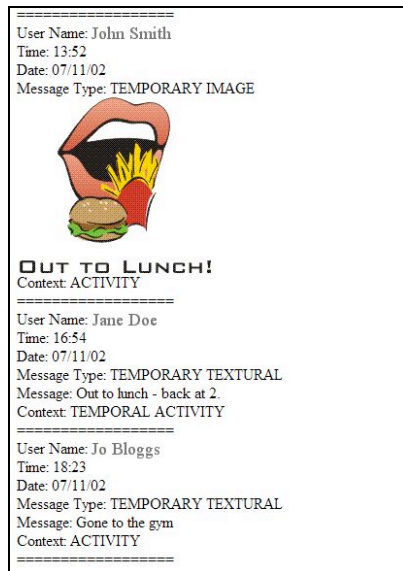 ==================
User Name: John Smith
Time: 13:52
Date: 07/11/02
Message Type: TEMPORARY IMAGE
OUT TO LUNCH!
Context: ACTIVITY
==================
User Name: Jane Doe
Time: 16:54
Date: 07/11/02
Message Type: TEMPORARY TEXTURAL
Message: Out to lunch - back at 2.
Context: TEMPORAL ACTIVITY
==================
User Name: Jo Bloggs
Time: 18:23
Date: 07/11/02
Message Type: TEMPORARY TEXTURAL
Message: Gone to the gym
Context: ACTIVITY
==================